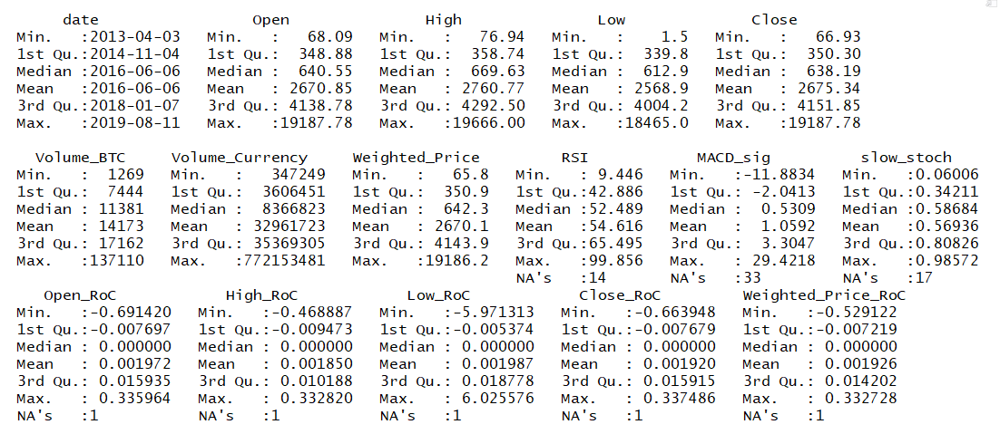 date Open High Low Close
Min. :2013-04-03 Min. : 68.09 Min. : 76.94 Min. : 1.5 Min. : 66.93
1st Qu.:2014-11-04 1st Qu.: 348.88 1st Qu.: 358.74 1st Qu.: 339.8 1st Qu.: 350.30
Median :2016-06-06 Median : 640.55 Median : 669.63 Median : 612.9 Median : 638.19
Mean :2016-06-06 Mean : 2670.85 Mean : 2760.77 Mean : 2568.9 Mean : 2675.34
3rd Qu.:2018-01-07 3rd Qu.: 4138.78 3rd Qu.: 4292.50 3rd Qu.: 4004.2 3rd Qu.: 4151.85
Max. :2019-08-11 Max. :19187.78 Max. :19666.00 Max. :18465.0 Max. :19187.78
Volume_BTC Volume_Currency Weighted_Price RSI MACD_sig slow_stoch
Min. : 1269 Min. : 347249 Min. : 65.8 Min. : 9.446 Min. :-11.8834 Min. :0.06006
1st Qu.: 7444 1st Qu.: 3606451 1st Qu.: 350.9 1st Qu.:42.886 1st Qu.: -2.0413 1st Qu.:0.34211
Median : 11381 Median : 8366823 Median : 642.3 Median :52.489 Median : 0.5309 Median :0.58684
Mean : 14173 Mean : 32961723 Mean : 2670.1 Mean :54.616 Mean : 1.0592 Mean :0.56936
3rd Qu.: 17162 3rd Qu.: 35369305 3rd Qu.: 4143.9 3rd Qu.:65.495 3rd Qu.: 3.3047 3rd Qu.:0.80826
Max. :137110 Max. :772153481 Max. :19186.2 Max. :99.856 Max. : 29.4218 Max. :0.98572
NA's :14 NA's :33 NA's :17
Open_RoC High_RoC Low_RoC Close_RoC Weighted_Price_RoC
Min. :-0.691420 Min. :-0.468887 Min. :-5.971313 Min. :-0.663948 Min. :-0.529122
1st Qu.:-0.007697 1st Qu.:-0.009473 1st Qu.:-0.005374 1st Qu.:-0.007679 1st Qu.:-0.007219
Median : 0.000000 Median : 0.000000 Median : 0.000000 Median : 0.000000 Median : 0.000000
Mean : 0.001972 Mean : 0.001850 Mean : 0.001987 Mean : 0.001920 Mean : 0.001926
3rd Qu.: 0.015935 3rd Qu.: 0.010188 3rd Qu.: 0.018778 3rd Qu.: 0.015915 3rd Qu.: 0.014202
Max. : 0.335964 Max. : 0.332820 Max. : 6.025576 Max. : 0.337486 Max. : 0.332728
NA's :1 NA's :1 NA's :1 NA's :1 NA's :1